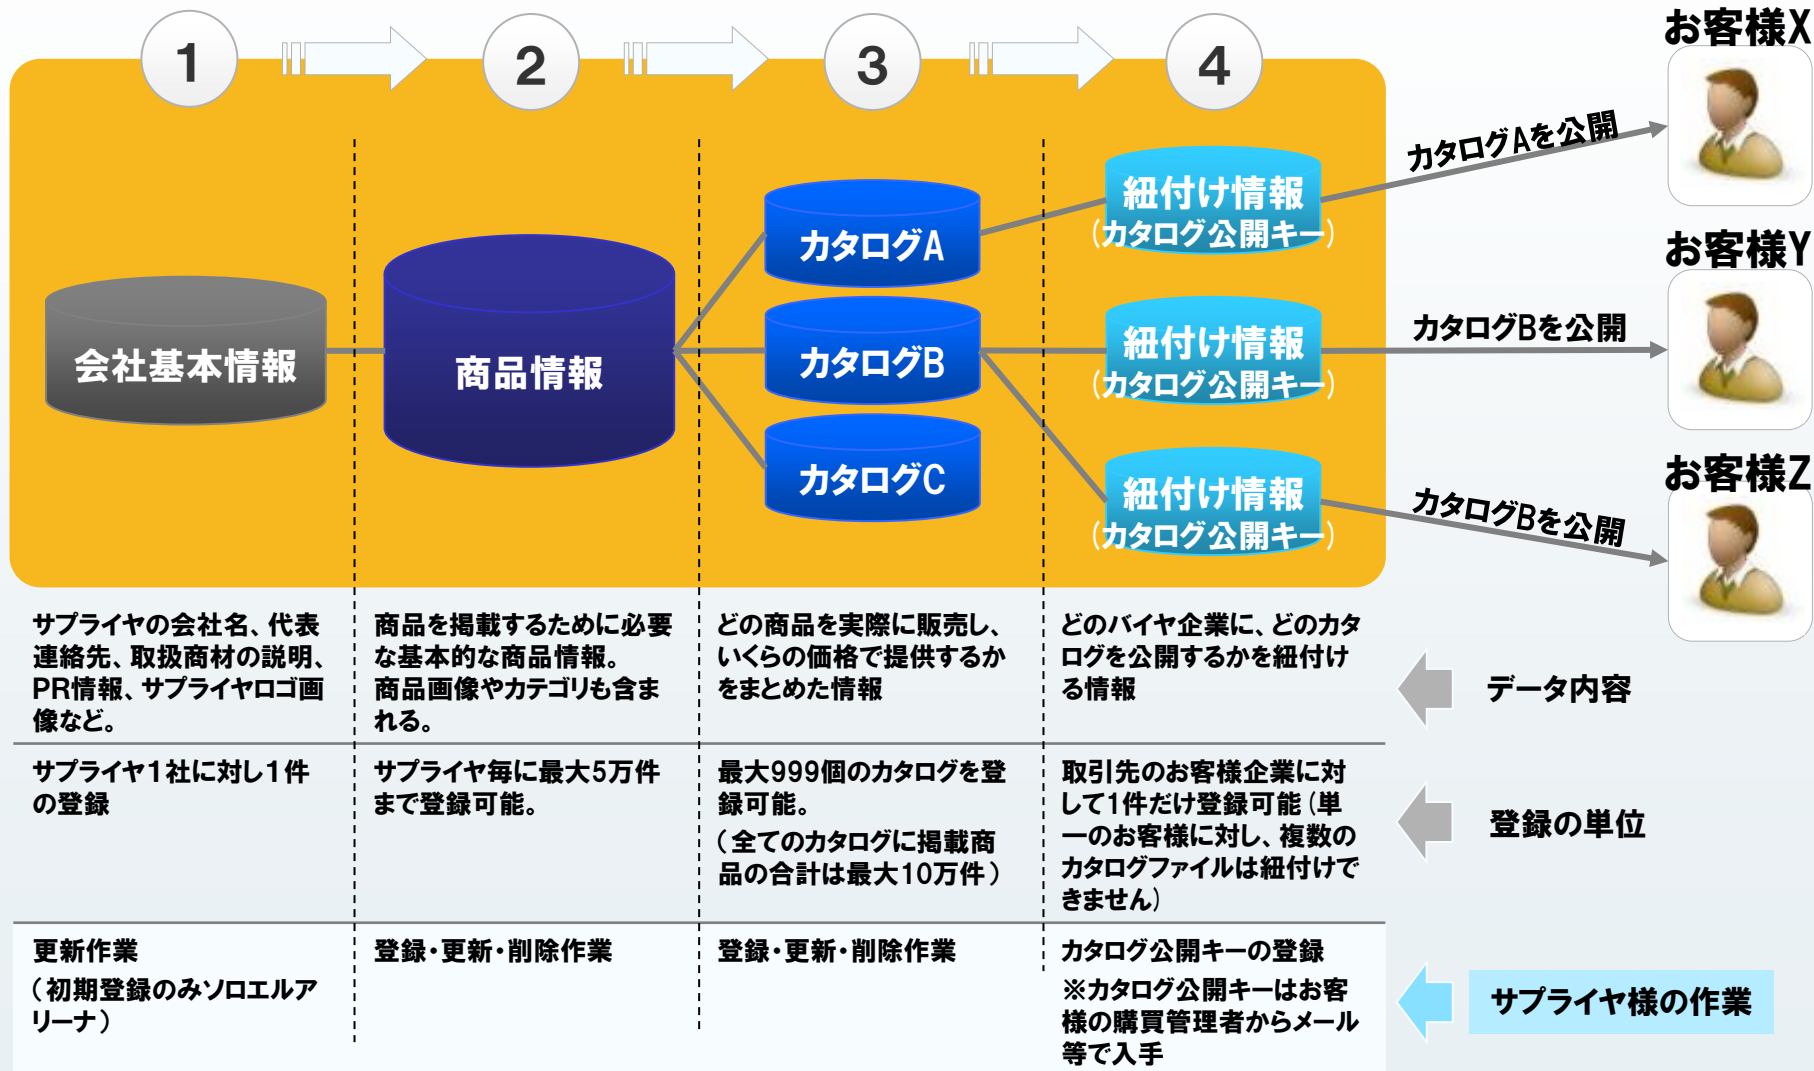 1
2
3
4
お客様X
カタログAを公開
紐付け情報
(カタログ公開キー)
カタログA
お客様Y
カタログBを公開
会社基本情報
商品情報
カタログB
紐付け情報
(カタログ公開キー)
カタログC
お客様Z
カタログBを公開
紐付け情報
(カタログ公開キー)
サプライヤの会社名、代表
連絡先、取扱商材の説明、
PR情報、サプライヤロゴ画
像など。
商品を掲載するために必要
な基本的な商品情報。
商品画像やカテゴリも含ま
れる。
どの商品を実際に販売し、
いくらの価格で提供するか
をまとめた情報
どのバイヤ企業に、どのカタ
ログを公開するかを紐付け
る情報
データ内容
サプライヤ1社に対し1件
の登録
サプライヤ毎に最大5万件
まで登録可能。
最大999個のカタログを登
録可能。
(全てのカタログに掲載商
品の合計は最大10万件)
取引先のお客様企業に対
して1件だけ登録可能(単
一のお客様に対し、複数の
カタログファイルは紐付けで
きません)
登録の単位
更新作業
(初期登録のみソロエルア
リーナ)
登録・更新・削除作業
登録・更新・削除作業
カタログ公開キーの登録
※カタログ公開キーはお客
様の購買管理者からメール
等で入手
サプライヤ様の作業